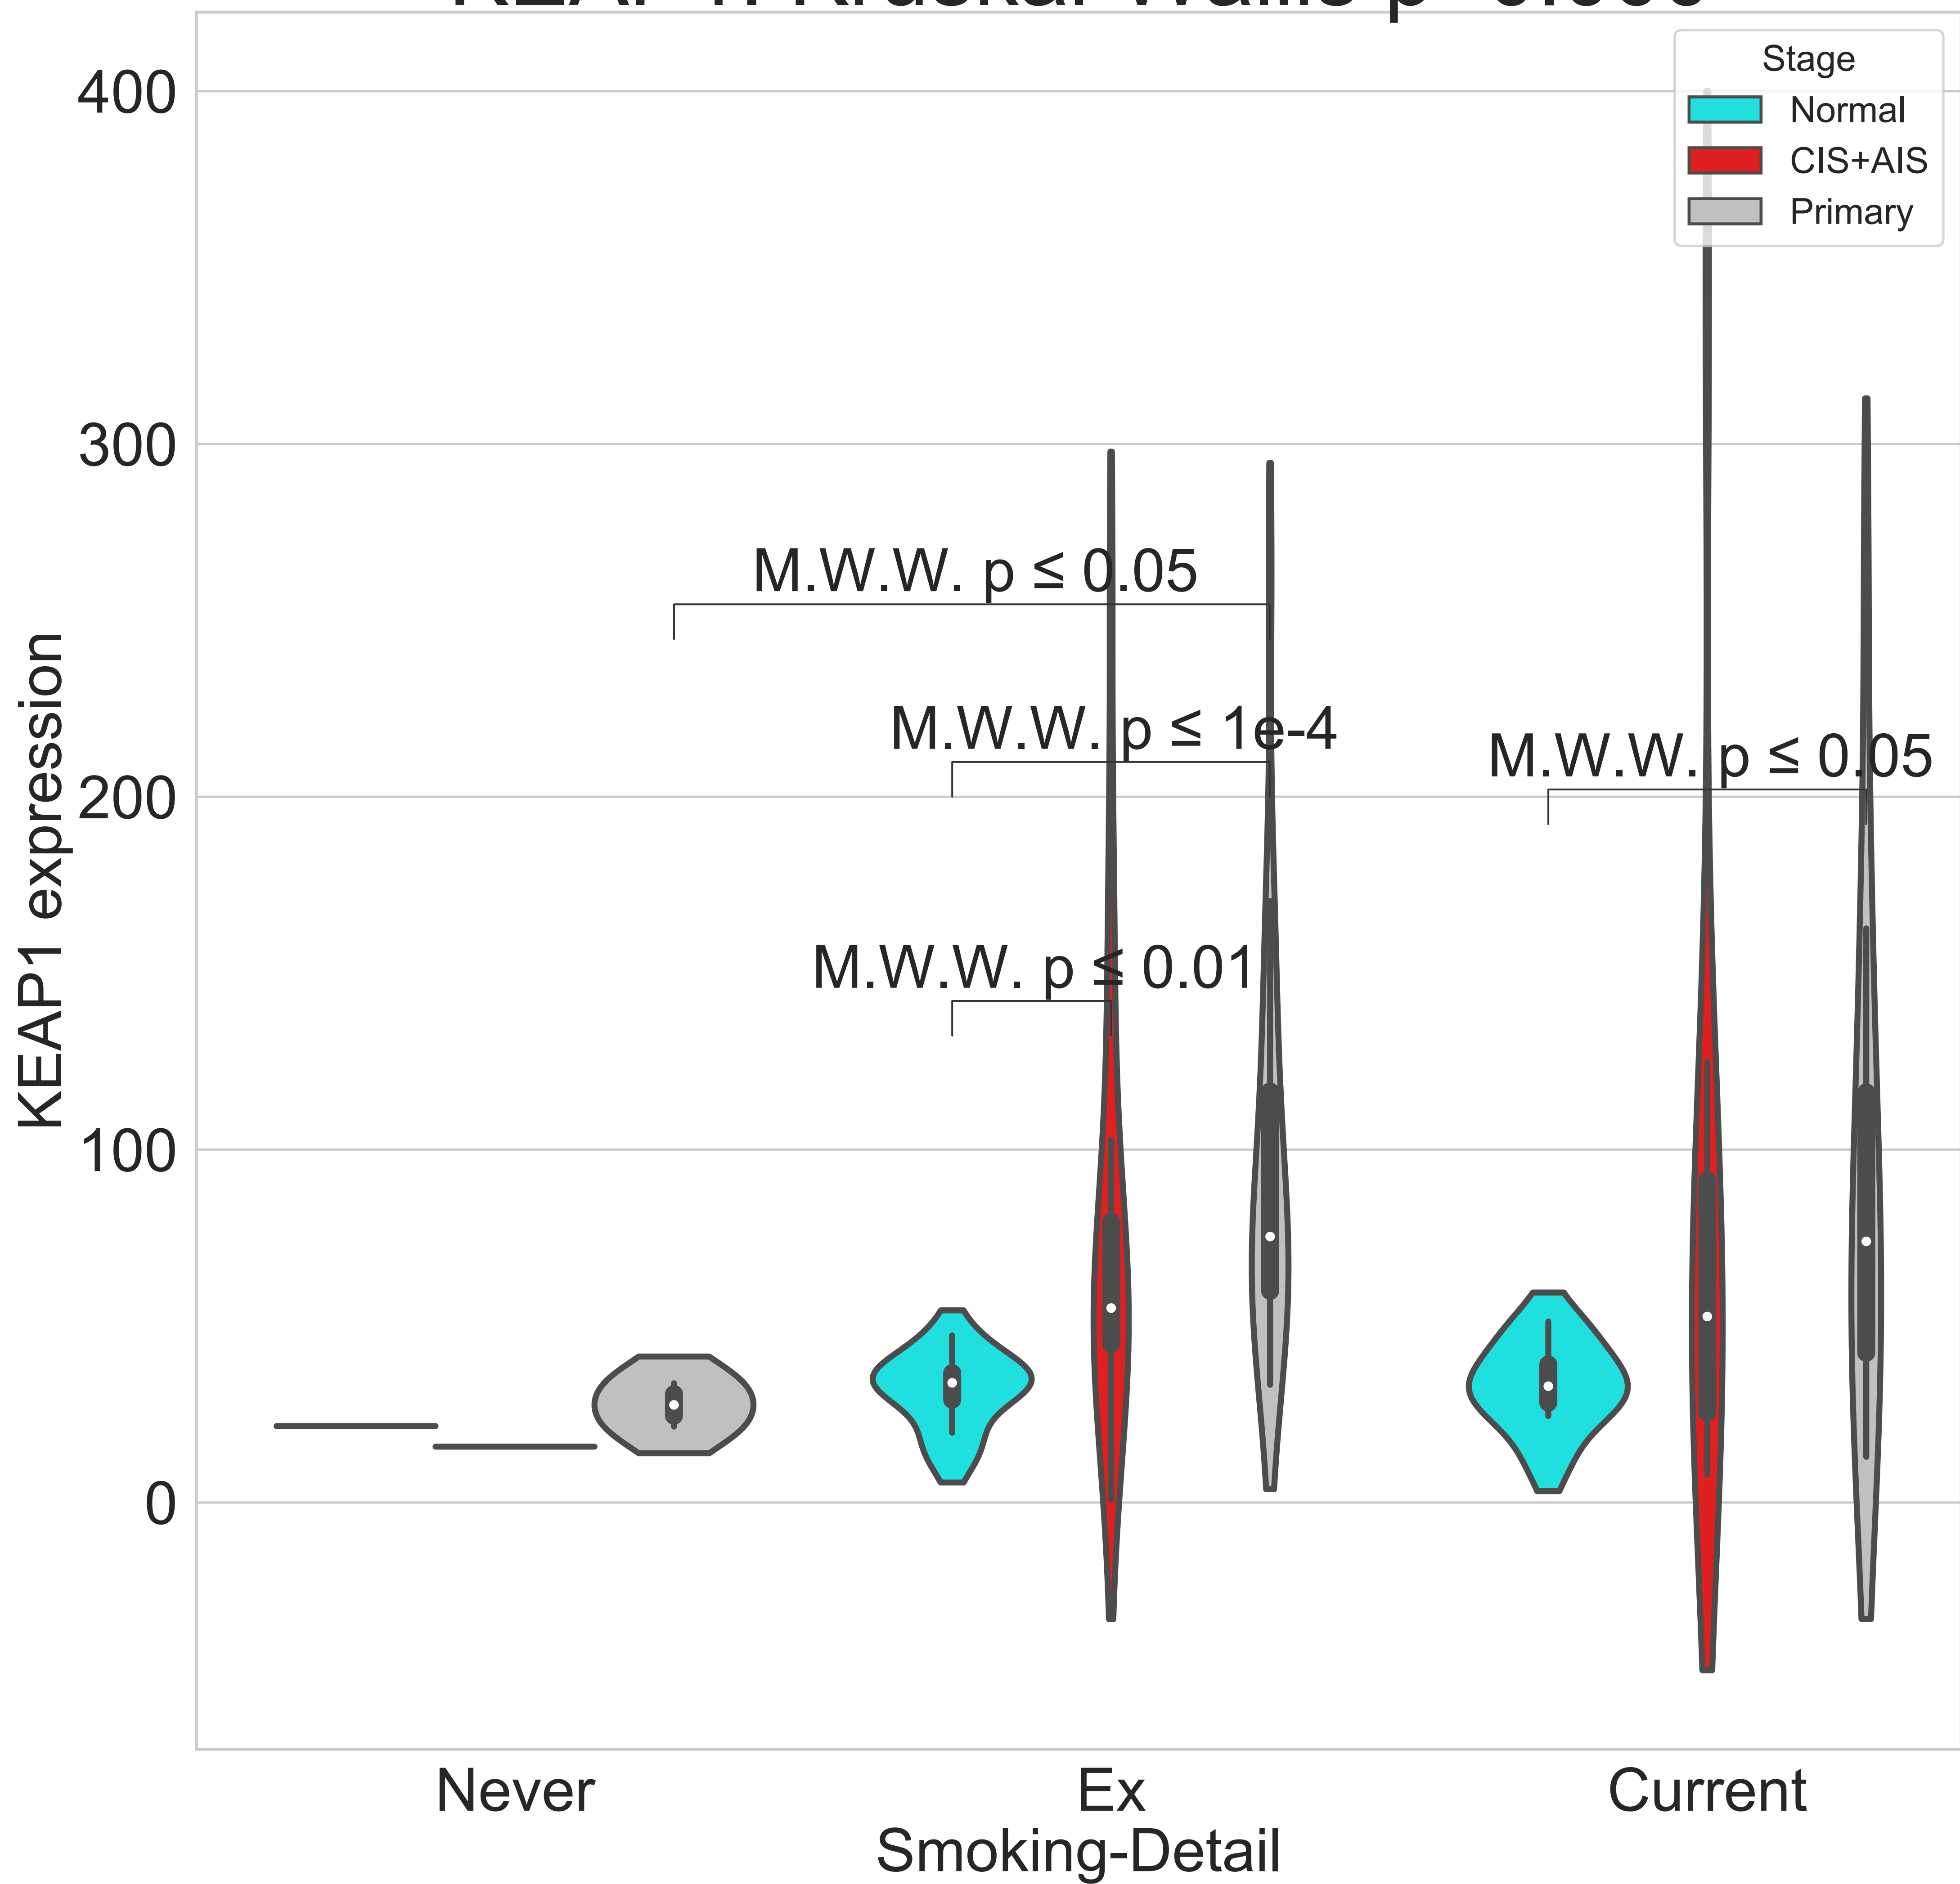 400
300
200
100
0
KEAP1 expression
Stage
Normal
CIS+AIS
Primary
M.W.W. p ≤ 0.05
M.W.W. p ≤ 1e-4
M.W.W. p ≤ 0.05
M.W.W. p ≤ 0.01
Never
Ex
Current
Smoking-Detail